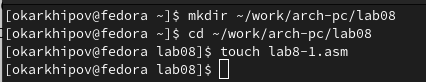 [okarkhipov@fedora ~]$ mkdir ~/work/arch-pc/lab08
[okarkhipov@fedora ~]$ cd ~/work/arch-pc/lab08
[okarkhipov@fedora lab08]$ touch lab8-1.asm
[okarkhipov@fedora lab08]$